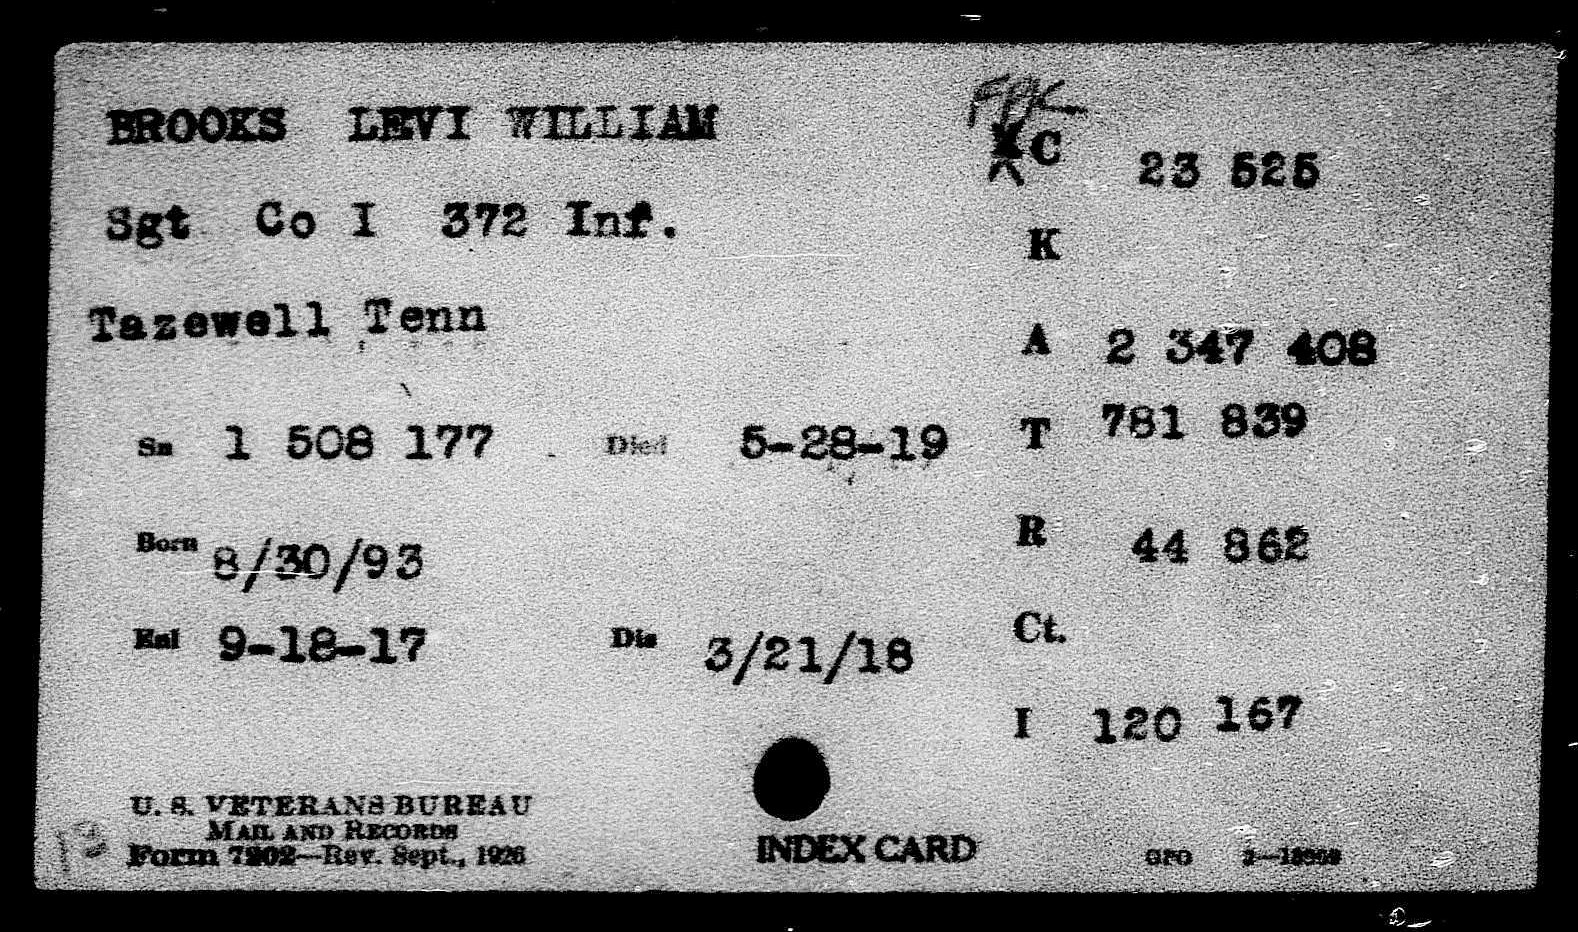 BROOKS LEVI WILLIAM
XC 23 525
Sgt Co I 372 Inf.
K
Tazewell Tenn
A 2 347 408
Sn 1 508 177 Died 5-28-19
T 781 839
Born 8/30/93
R 44 862
Enl 9-18-17 Dis 3/21/18
Ct.
I 120 167
U. S. VETERANS BUREAU
MAIL AND RECORDS
Form 7202—Rev. Sept., 1926
INDEX CARD
GPO